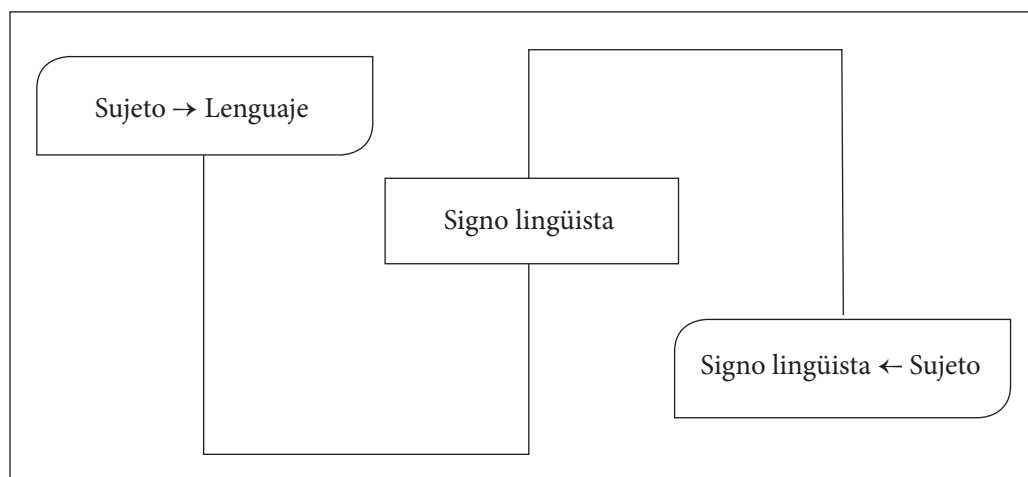 Sujeto → Lenguaje
Signo lingüista
Signo lingüista ← Sujeto